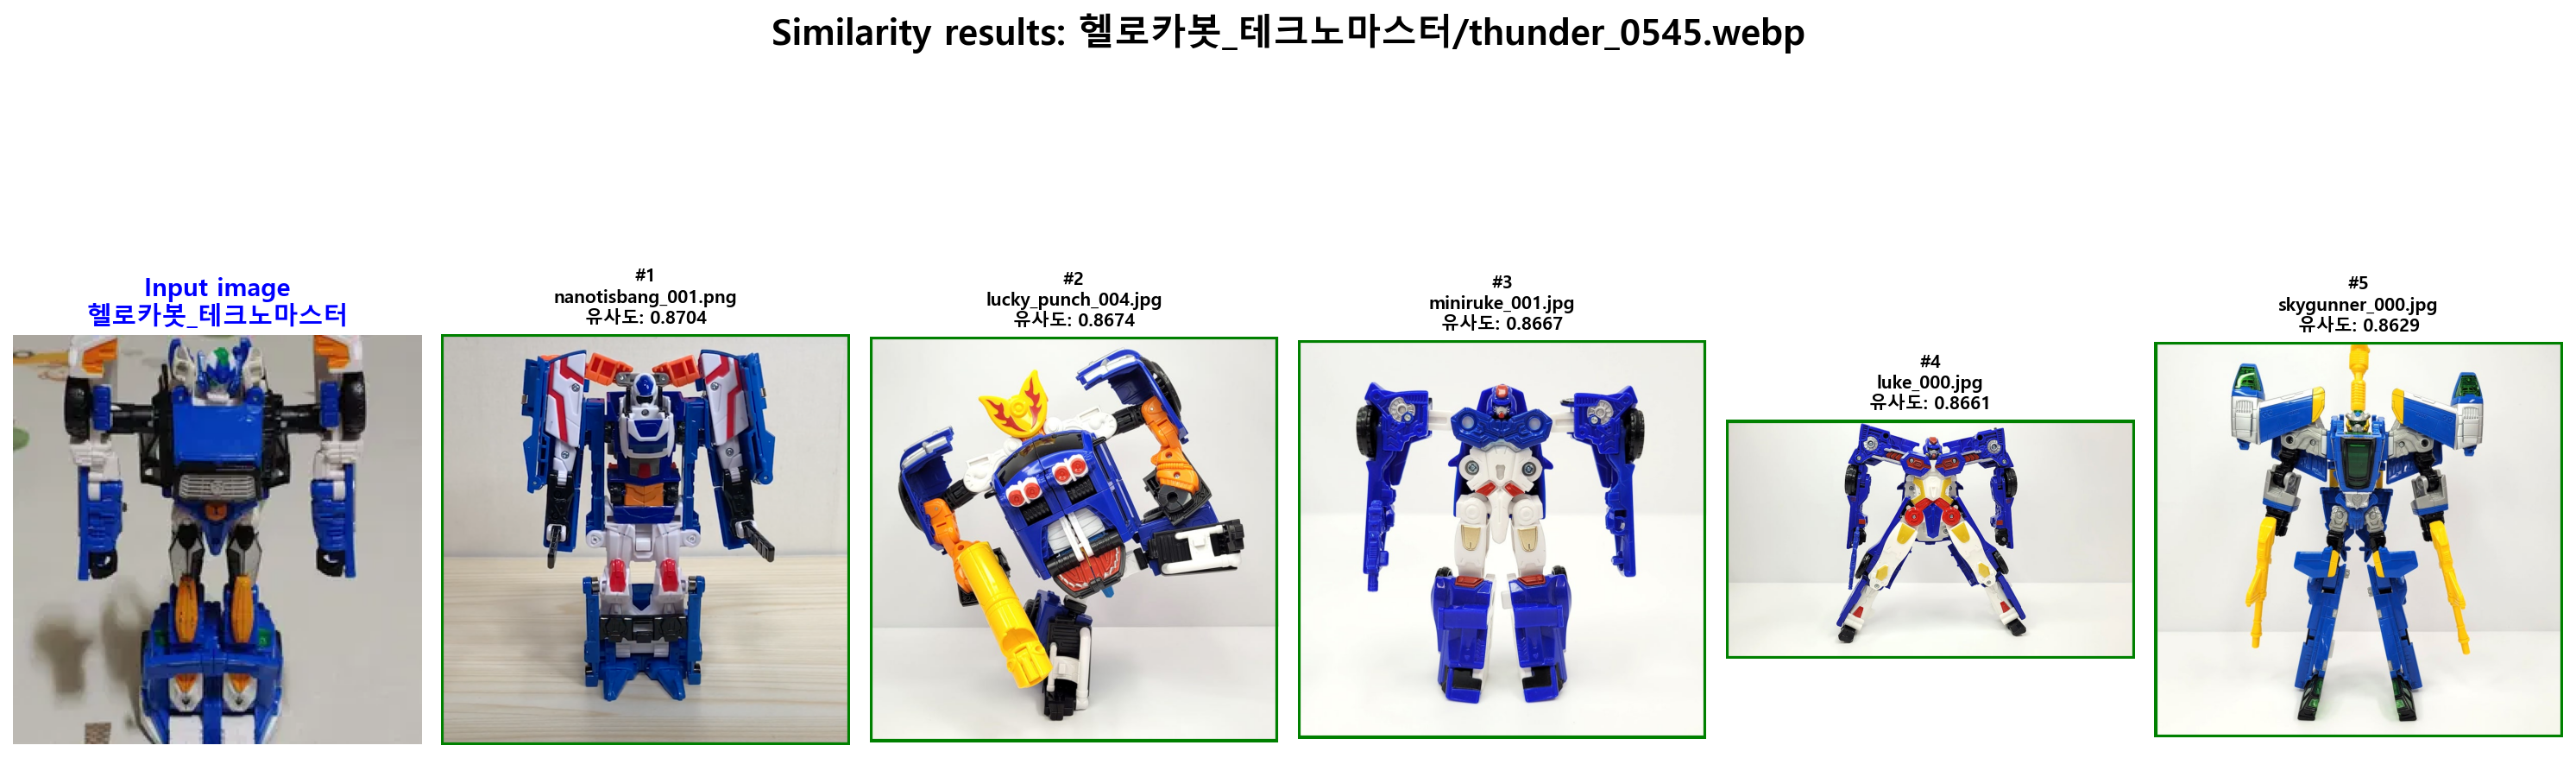 Similarity results: 헬로카봇_테크노마스터/thunder_0545.webp
Input image
헬로카봇_테크노마스터
#1
nanotisbang_001.png
유사도: 0.8704
#2
lucky_punch_004.jpg
유사도: 0.8674
#3
miniruke_001.jpg
유사도: 0.8667
#4
luke_000.jpg
유사도: 0.8661
#5
skygunner_000.jpg
유사도: 0.8629